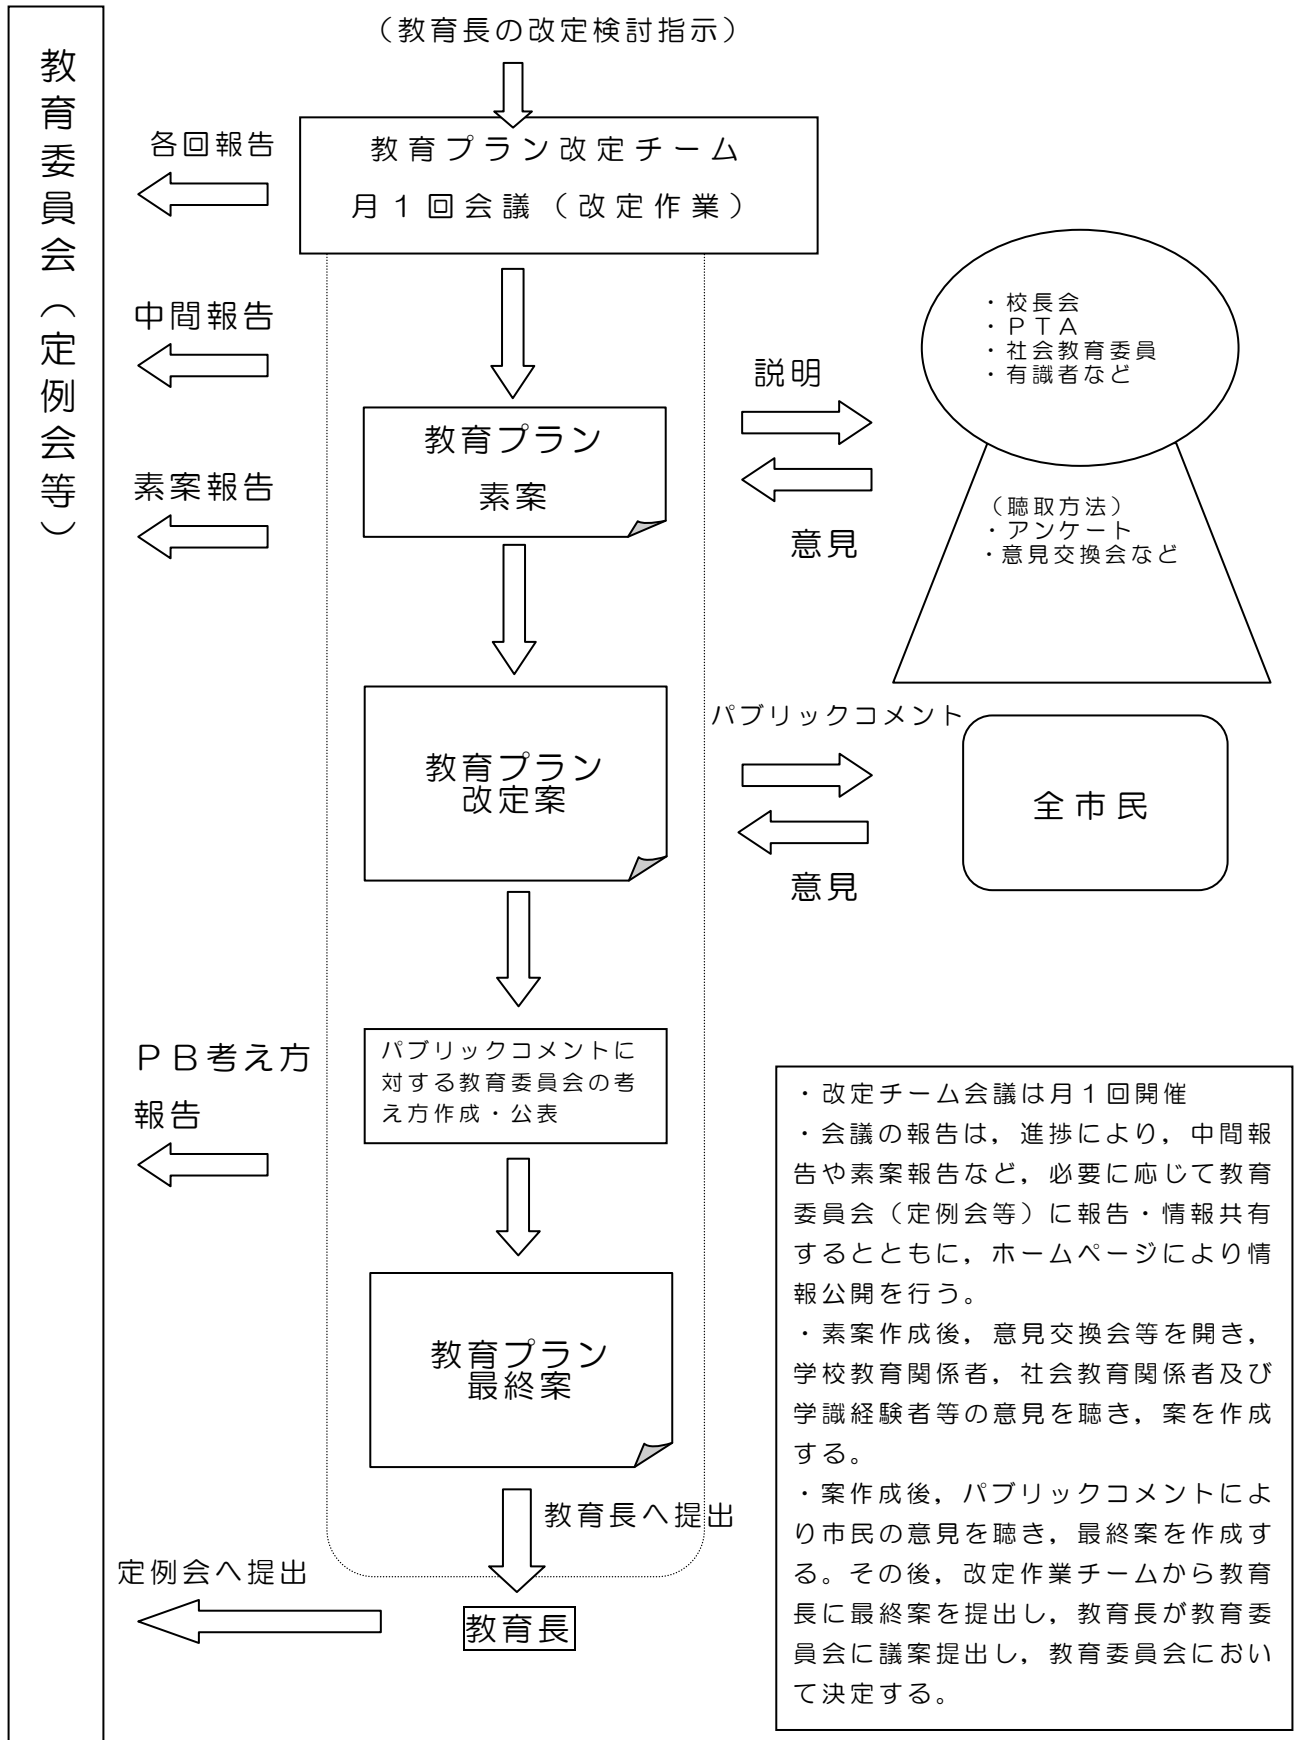 教育委員会（定例会等）
（教育長の改定検討指示）
各回報告
教育プラン改定チーム
月１回会議（改定作業）
中間報告
素案報告
教育プラン
素案
説明
意見
・校長会
・ＰＴＡ
・社会教育委員
・有識者など
（聴取方法）
・アンケート
・意見交換会など
教育プラン
改定案
パブリックコメント
意見
全市民
ＰＢ考え方
報告
パブリックコメントに
対する教育委員会の考
え方作成・公表
教育プラン
最終案
教育長へ提出
定例会へ提出
教育長
・改定チーム会議は月１回開催
・会議の報告は，進捗により，中間報
告や素案報告など，必要に応じて教育
委員会（定例会等）に報告・情報共有
するとともに，ホームページにより情
報公開を行う。
・素案作成後，意見交換会等を開き，
学校教育関係者，社会教育関係者及び
学識経験者等の意見を聴き，案を作成
する。
・案作成後，パブリックコメントによ
り市民の意見を聴き，最終案を作成す
る。その後，改定作業チームから教育
長に最終案を提出し，教育長が教育委
員会に議案提出し，教育委員会におい
て決定する。